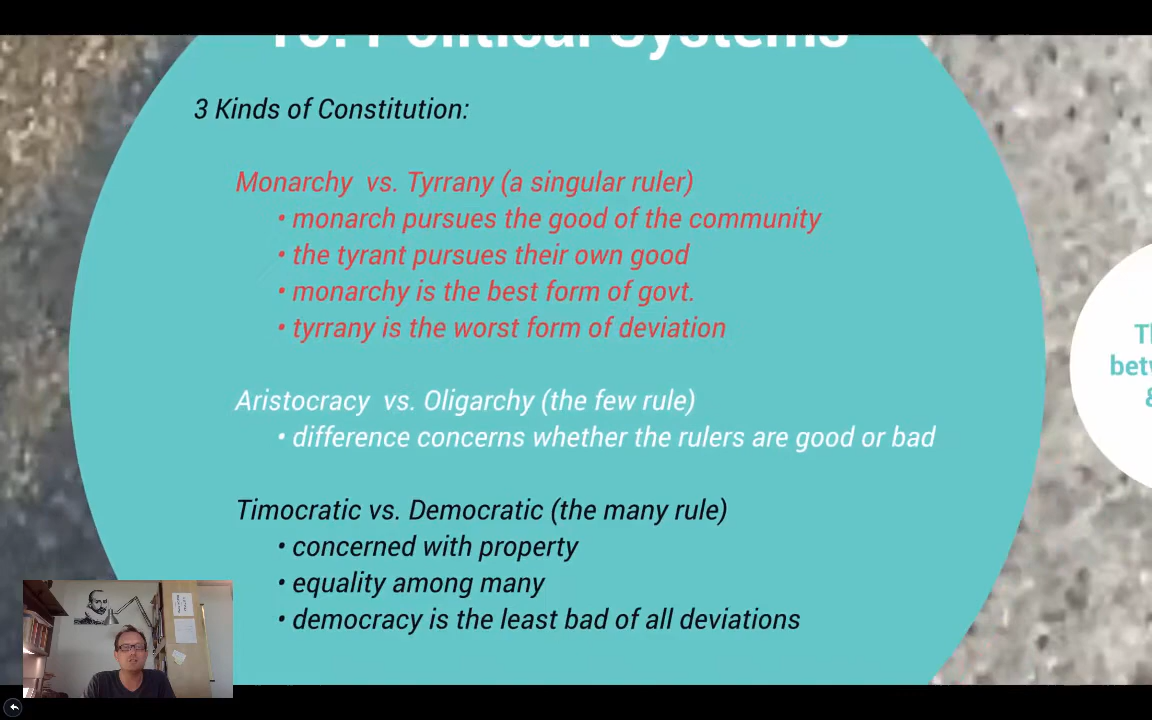 10: Political Systems
3 Kinds of Constitution:
Monarchy vs. Tyrrany (a singular ruler)
• monarch pursues the good of the community
• the tyrant pursues their own good
• monarchy is the best form of govt.
• tyrrany is the worst form of deviation
Aristocracy vs. Oligarchy (the few rule)
• difference concerns whether the rulers are good or bad
Timocratic vs. Democratic (the many rule)
• concerned with property
• equality among many
• democracy is the least bad of all deviations